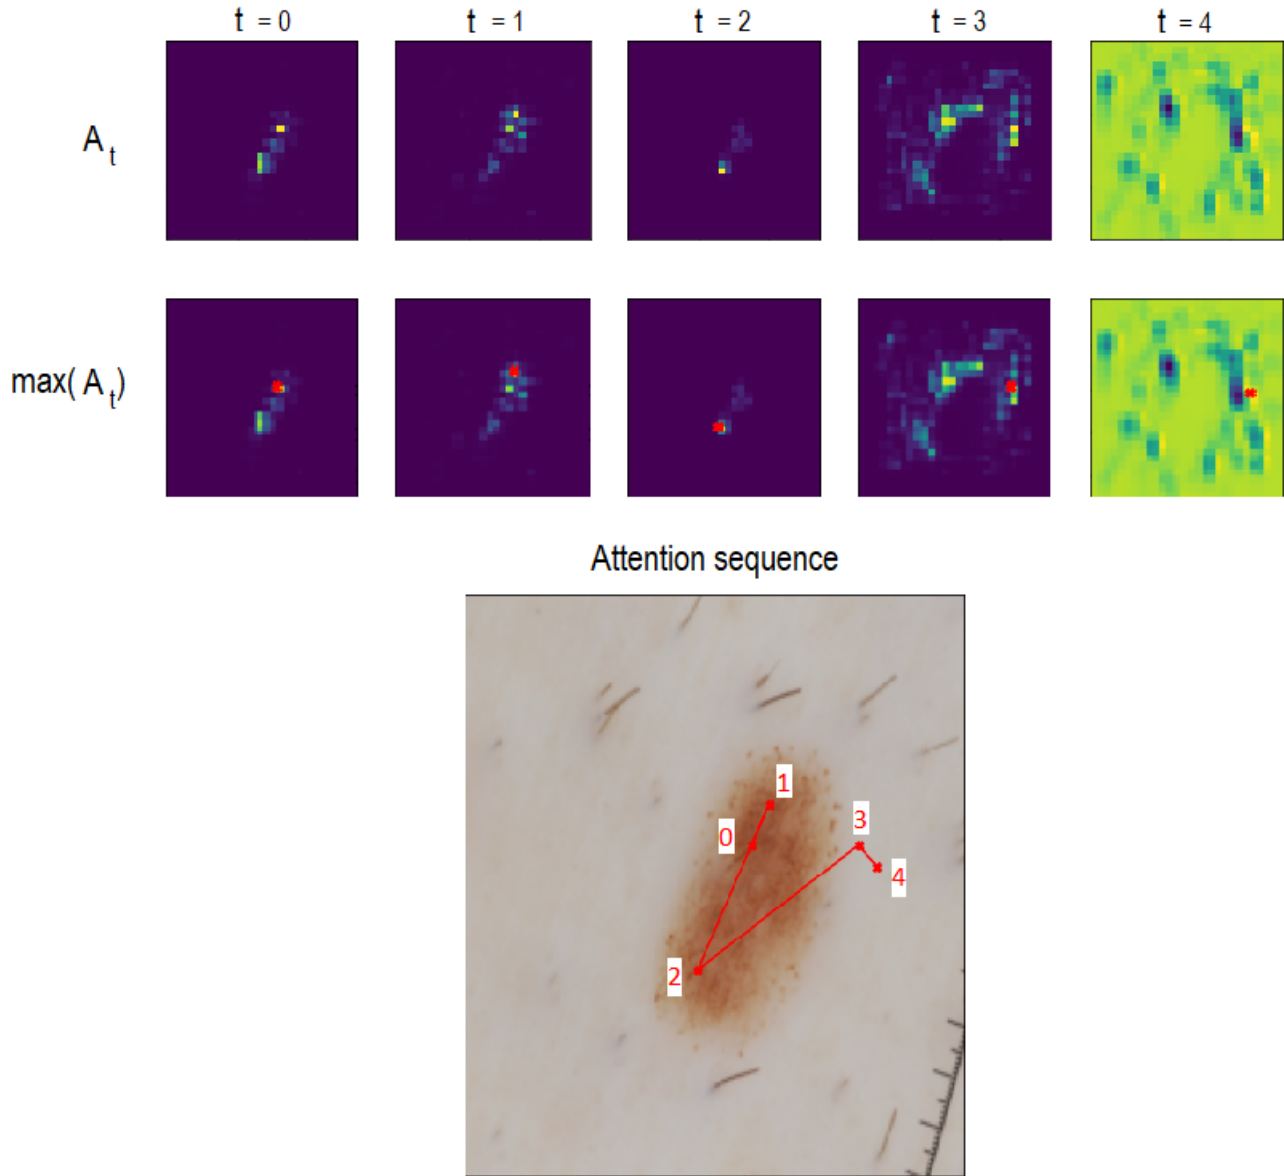 t = 0 t = 1 t = 2 t = 3 t = 4
A t
max( A t)
Attention sequence
1
0
3
4
2